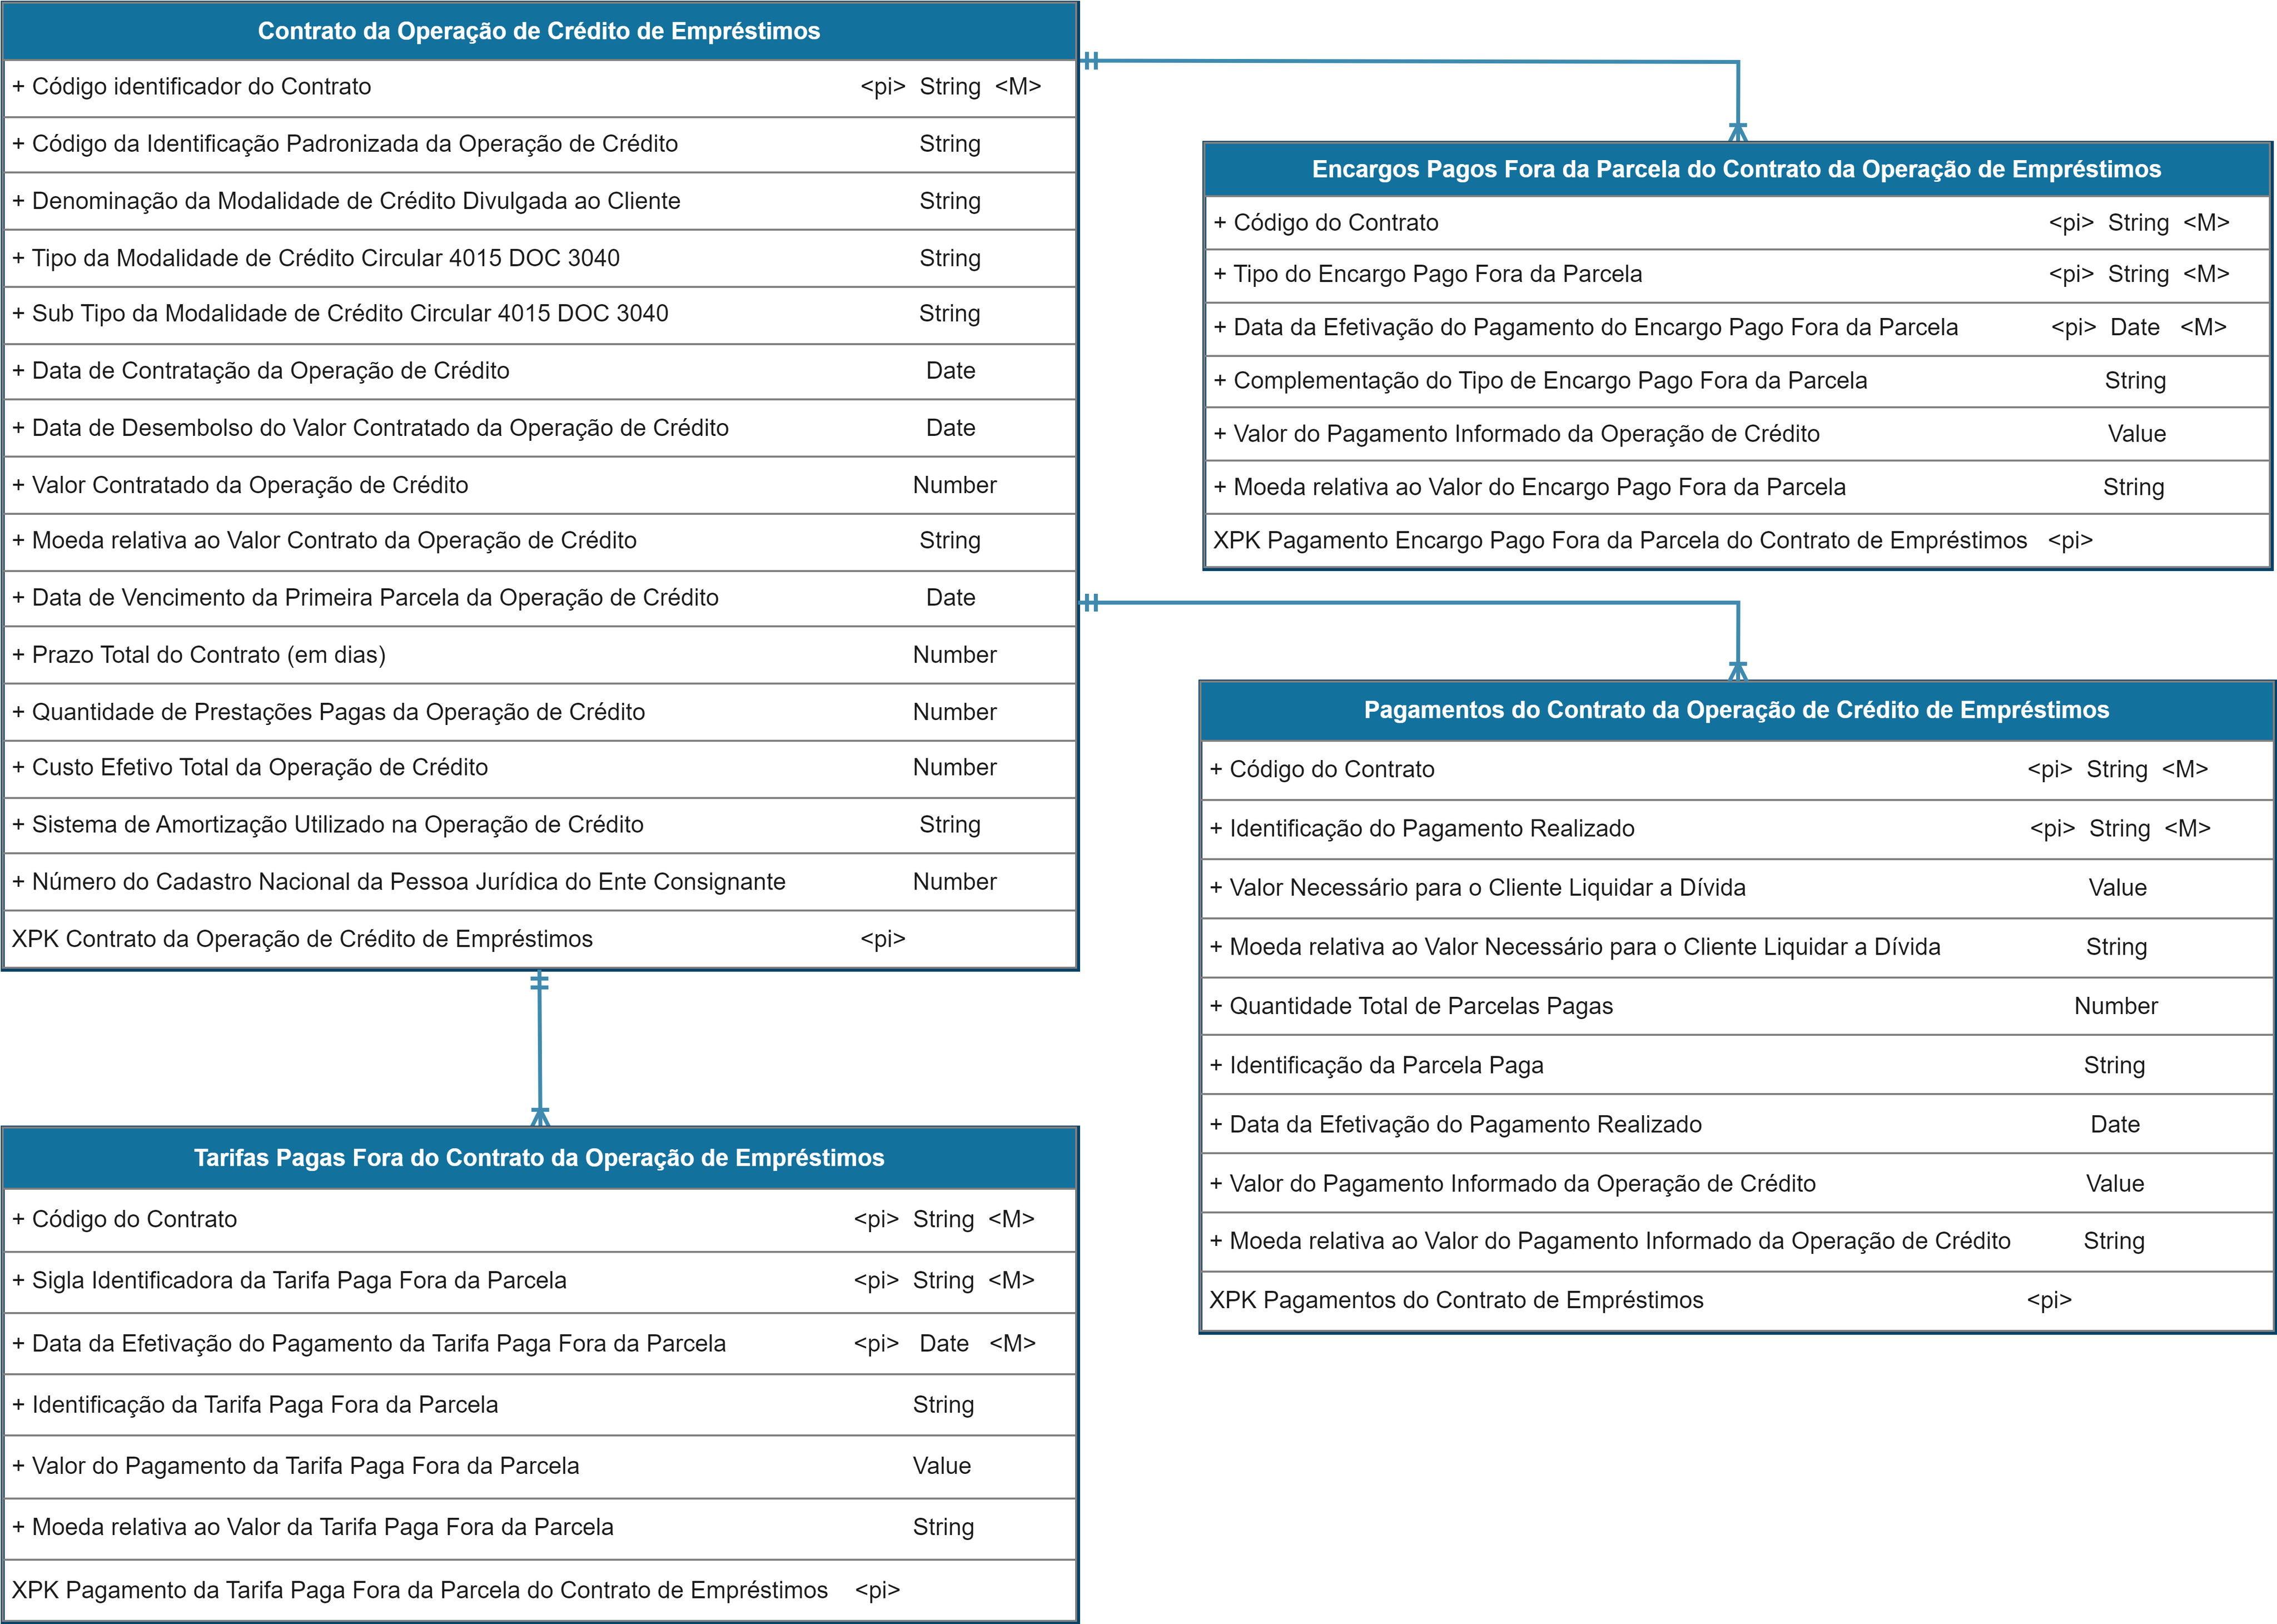 Contrato da Operação de Crédito de Empréstimos
+ Código identificador do Contrato <pi> String <M>
+ Código da Identificação Padronizada da Operação de Crédito String
+ Denominação da Modalidade de Crédito Divulgada ao Cliente String
+ Tipo da Modalidade de Crédito Circular 4015 DOC 3040 String
+ Sub Tipo da Modalidade de Crédito Circular 4015 DOC 3040 String
+ Data de Contratação da Operação de Crédito Date
+ Data de Desembolso do Valor Contratado da Operação de Crédito Date
+ Valor Contratado da Operação de Crédito Number
+ Moeda relativa ao Valor Contrato da Operação de Crédito String
+ Data de Vencimento da Primeira Parcela da Operação de Crédito Date
+ Prazo Total do Contrato (em dias) Number
+ Quantidade de Prestações Pagas da Operação de Crédito Number
+ Custo Efetivo Total da Operação de Crédito Number
+ Sistema de Amortização Utilizado na Operação de Crédito String
+ Número do Cadastro Nacional da Pessoa Jurídica do Ente Consignante Number
XPK Contrato da Operação de Crédito de Empréstimos <pi>
Encargos Pagos Fora da Parcela do Contrato da Operação de Empréstimos
+ Código do Contrato <pi> String <M>
+ Tipo do Encargo Pago Fora da Parcela <pi> String <M>
+ Data da Efetivação do Pagamento do Encargo Pago Fora da Parcela <pi> Date <M>
+ Complementação do Tipo de Encargo Pago Fora da Parcela String
+ Valor do Pagamento Informado da Operação de Crédito Value
+ Moeda relativa ao Valor do Encargo Pago Fora da Parcela String
XPK Pagamento Encargo Pago Fora da Parcela do Contrato de Empréstimos <pi>
Pagamentos do Contrato da Operação de Crédito de Empréstimos
+ Código do Contrato <pi> String <M>
+ Identificação do Pagamento Realizado <pi> String <M>
+ Valor Necessário para o Cliente Liquidar a Dívida Value
+ Moeda relativa ao Valor Necessário para o Cliente Liquidar a Dívida String
+ Quantidade Total de Parcelas Pagas Number
+ Identificação da Parcela Paga String
+ Data da Efetivação do Pagamento Realizado Date
+ Valor do Pagamento Informado da Operação de Crédito Value
+ Moeda relativa ao Valor do Pagamento Informado da Operação de Crédito String
XPK Pagamentos do Contrato de Empréstimos <pi>
Tarifas Pagas Fora do Contrato da Operação de Empréstimos
+ Código do Contrato <pi> String <M>
+ Sigla Identificadora da Tarifa Paga Fora da Parcela <pi> String <M>
+ Data da Efetivação do Pagamento da Tarifa Paga Fora da Parcela <pi> Date <M>
+ Identificação da Tarifa Paga Fora da Parcela String
+ Valor do Pagamento da Tarifa Paga Fora da Parcela Value
+ Moeda relativa ao Valor da Tarifa Paga Fora da Parcela String
XPK Pagamento da Tarifa Paga Fora da Parcela do Contrato de Empréstimos <pi>